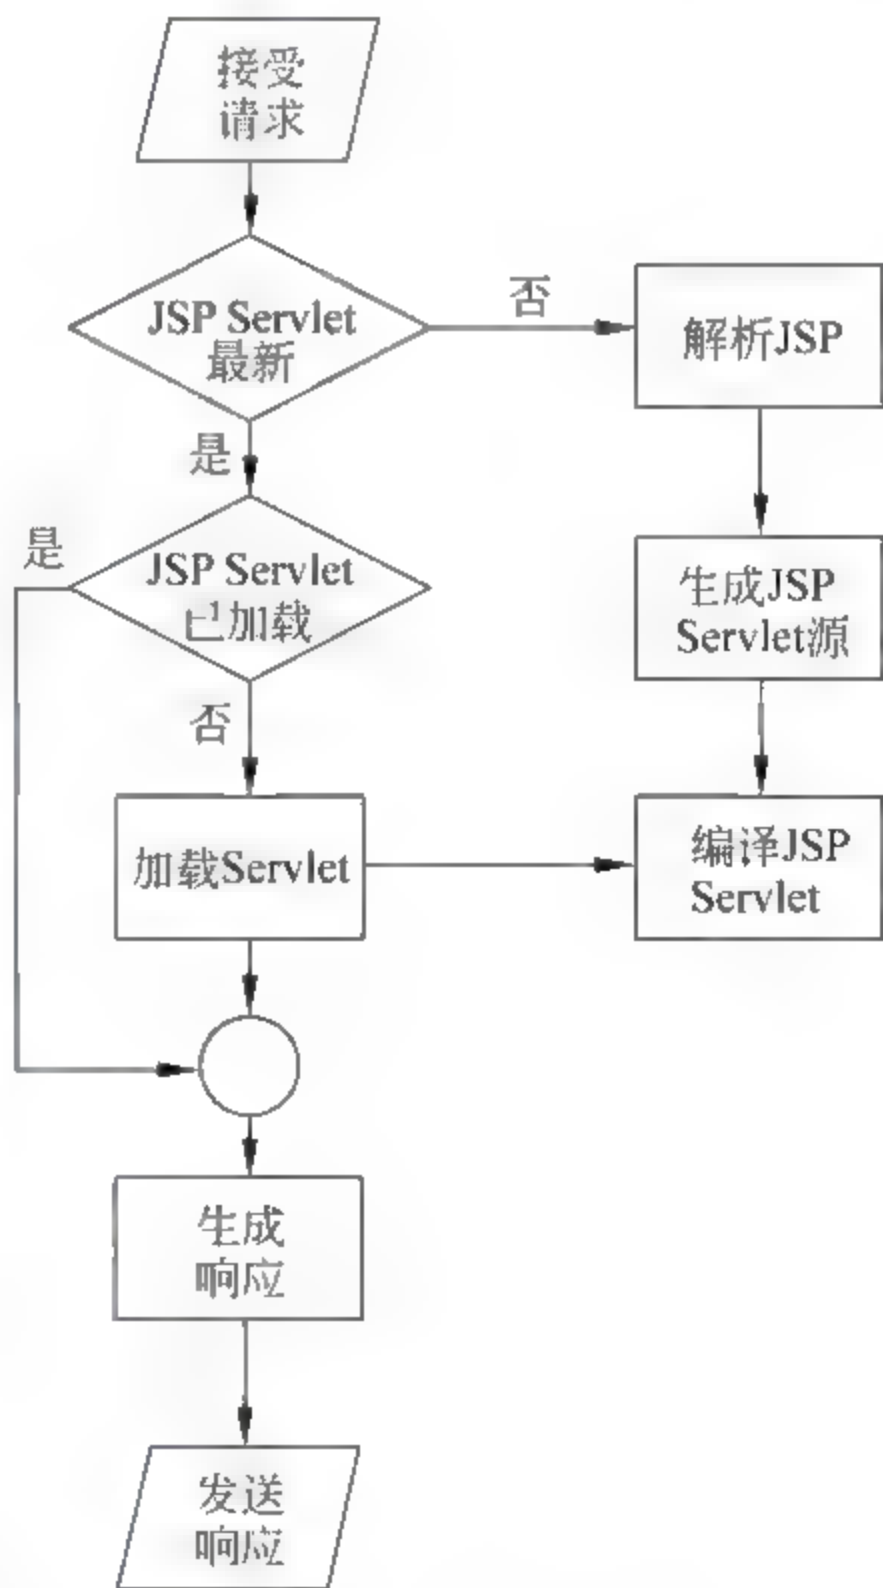 接受
请求
JSP Servlet
最新
否
解析JSP
是
是
JSP Servlet
已加载
生成JSP
Servlet源
否
加载Servlet
编译JSP
Servlet
生成
响应
发送
响应